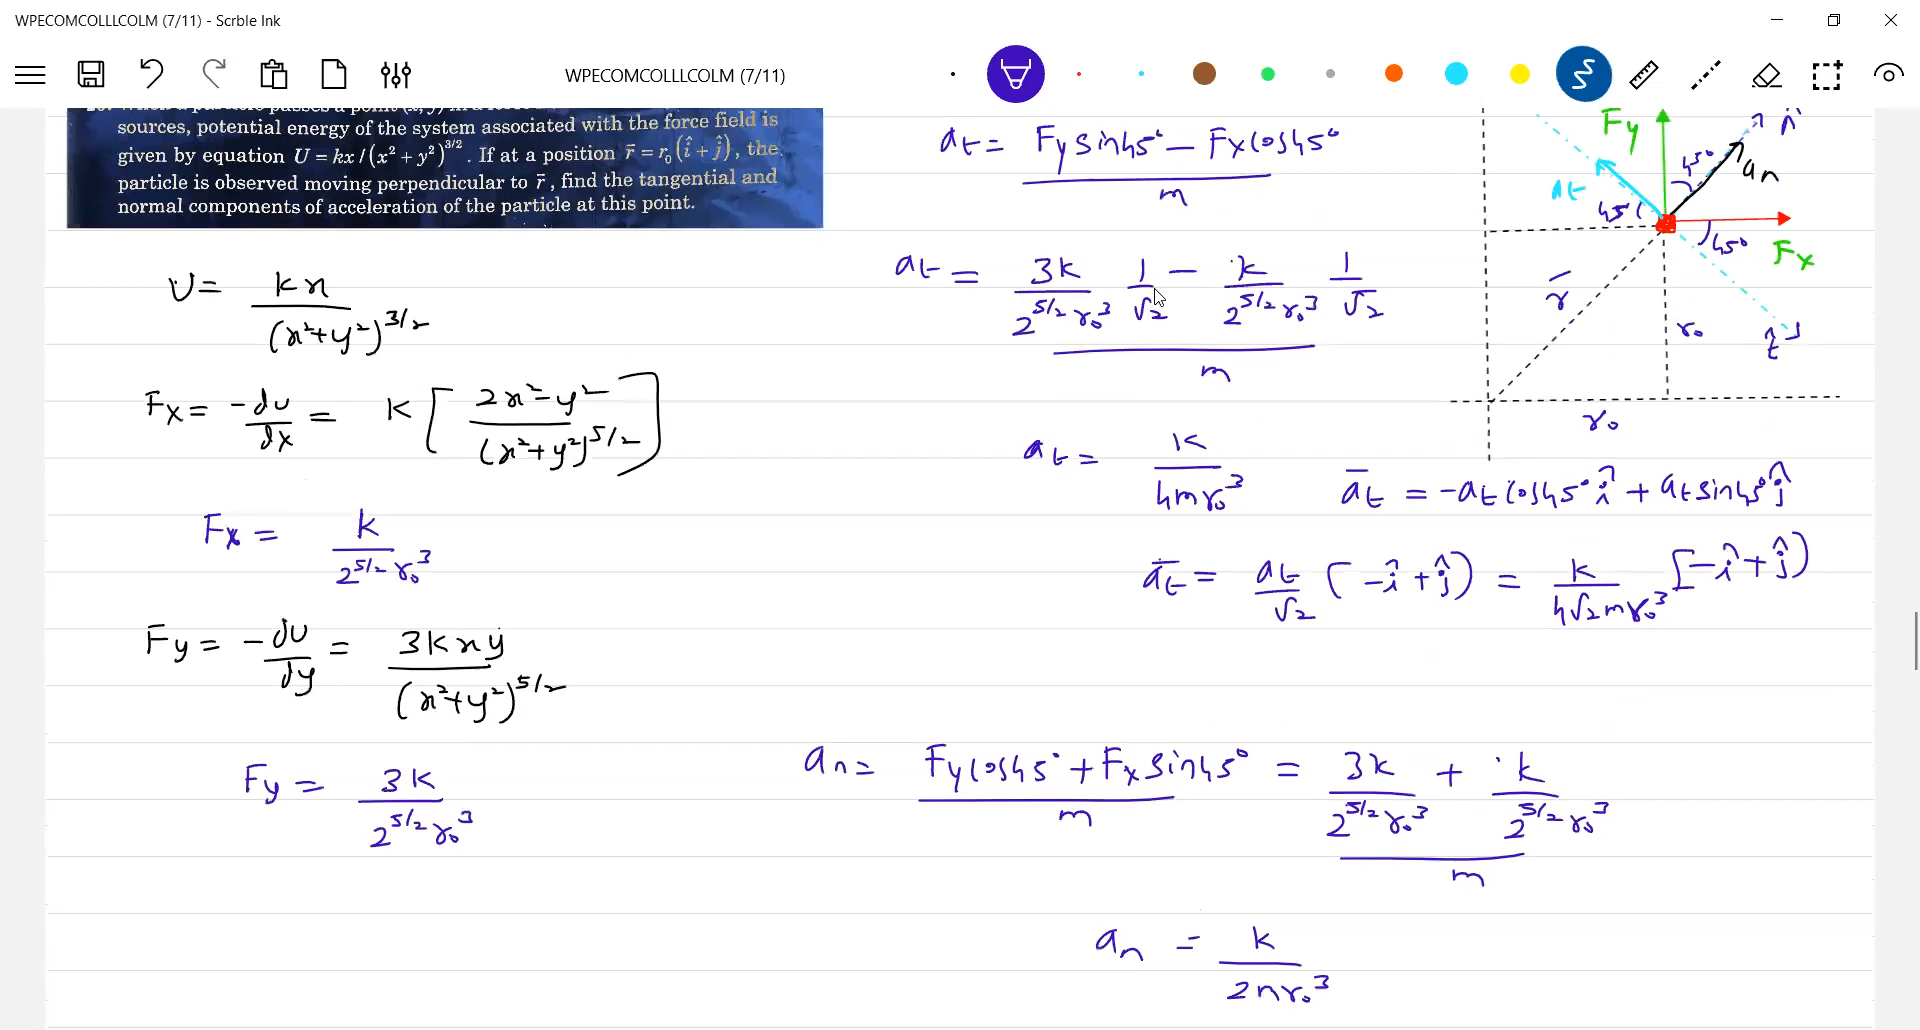 WPECOMCOLLLCOLM (7/11) - Scrble Ink
WPECOMCOLLLCOLM (7/11)
sources, potential energy of the system associated with the force field is
given by equation U = kx / (x² + y²)^3/2. If at a position r̄ = r₀(î + ĵ), the
particle is observed moving perpendicular to r̄, find the tangential and
normal components of acceleration of the particle at this point.
U = kx / (x²+y²)^3/2
Fx = -dU/dx = K [ (2x²-y²) / (x²+y²)^5/2 ]
Fx = k / 2^5/2 r₀³
Fy = -dU/dy = 3kxy / (x²+y²)^5/2
Fy = 3k / 2^5/2 r₀³
at = (Fy sin45° - Fx cos45°) / m
at = (3k / 2^5/2 r₀³ 1/√2 - k / 2^5/2 r₀³ 1/√2) / m
at = k / 4mr₀³
āt = -at cos45° î + at sin45° ĵ
āt = at/√2 (-î + ĵ) = k / 4√2 mr₀³ [-î + ĵ)
an = (Fy cos45° + Fx sin45°) / m = (3k / 2^5/2 r₀³ + k / 2^5/2 r₀³) / m
an = k / 2mr₀³
Fy
n̂
45°
an
at
45°
45°
Fx
r̄
r₀
t̂
r₀